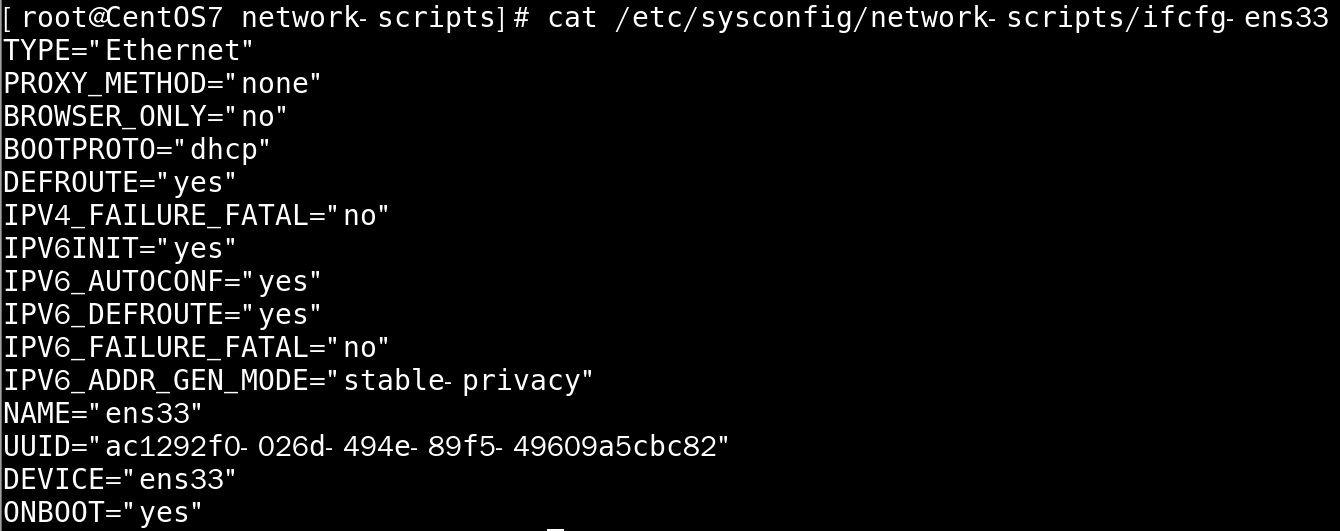 [root@CentOS7 network-scripts]# cat /etc/sysconfig/network-scripts/ifcfg-ens33
TYPE="Ethernet"
PROXY_METHOD="none"
BROWSER_ONLY="no"
BOOTPROTO="dhcp"
DEFROUTE="yes"
IPV4_FAILURE_FATAL="no"
IPV6INIT="yes"
IPV6_AUTOCONF="yes"
IPV6_DEFROUTE="yes"
IPV6_FAILURE_FATAL="no"
IPV6_ADDR_GEN_MODE="stable-privacy"
NAME="ens33"
UUID="ac1292f0-026d-494e-89f5-49609a5cbc82"
DEVICE="ens33"
ONBOOT="yes"